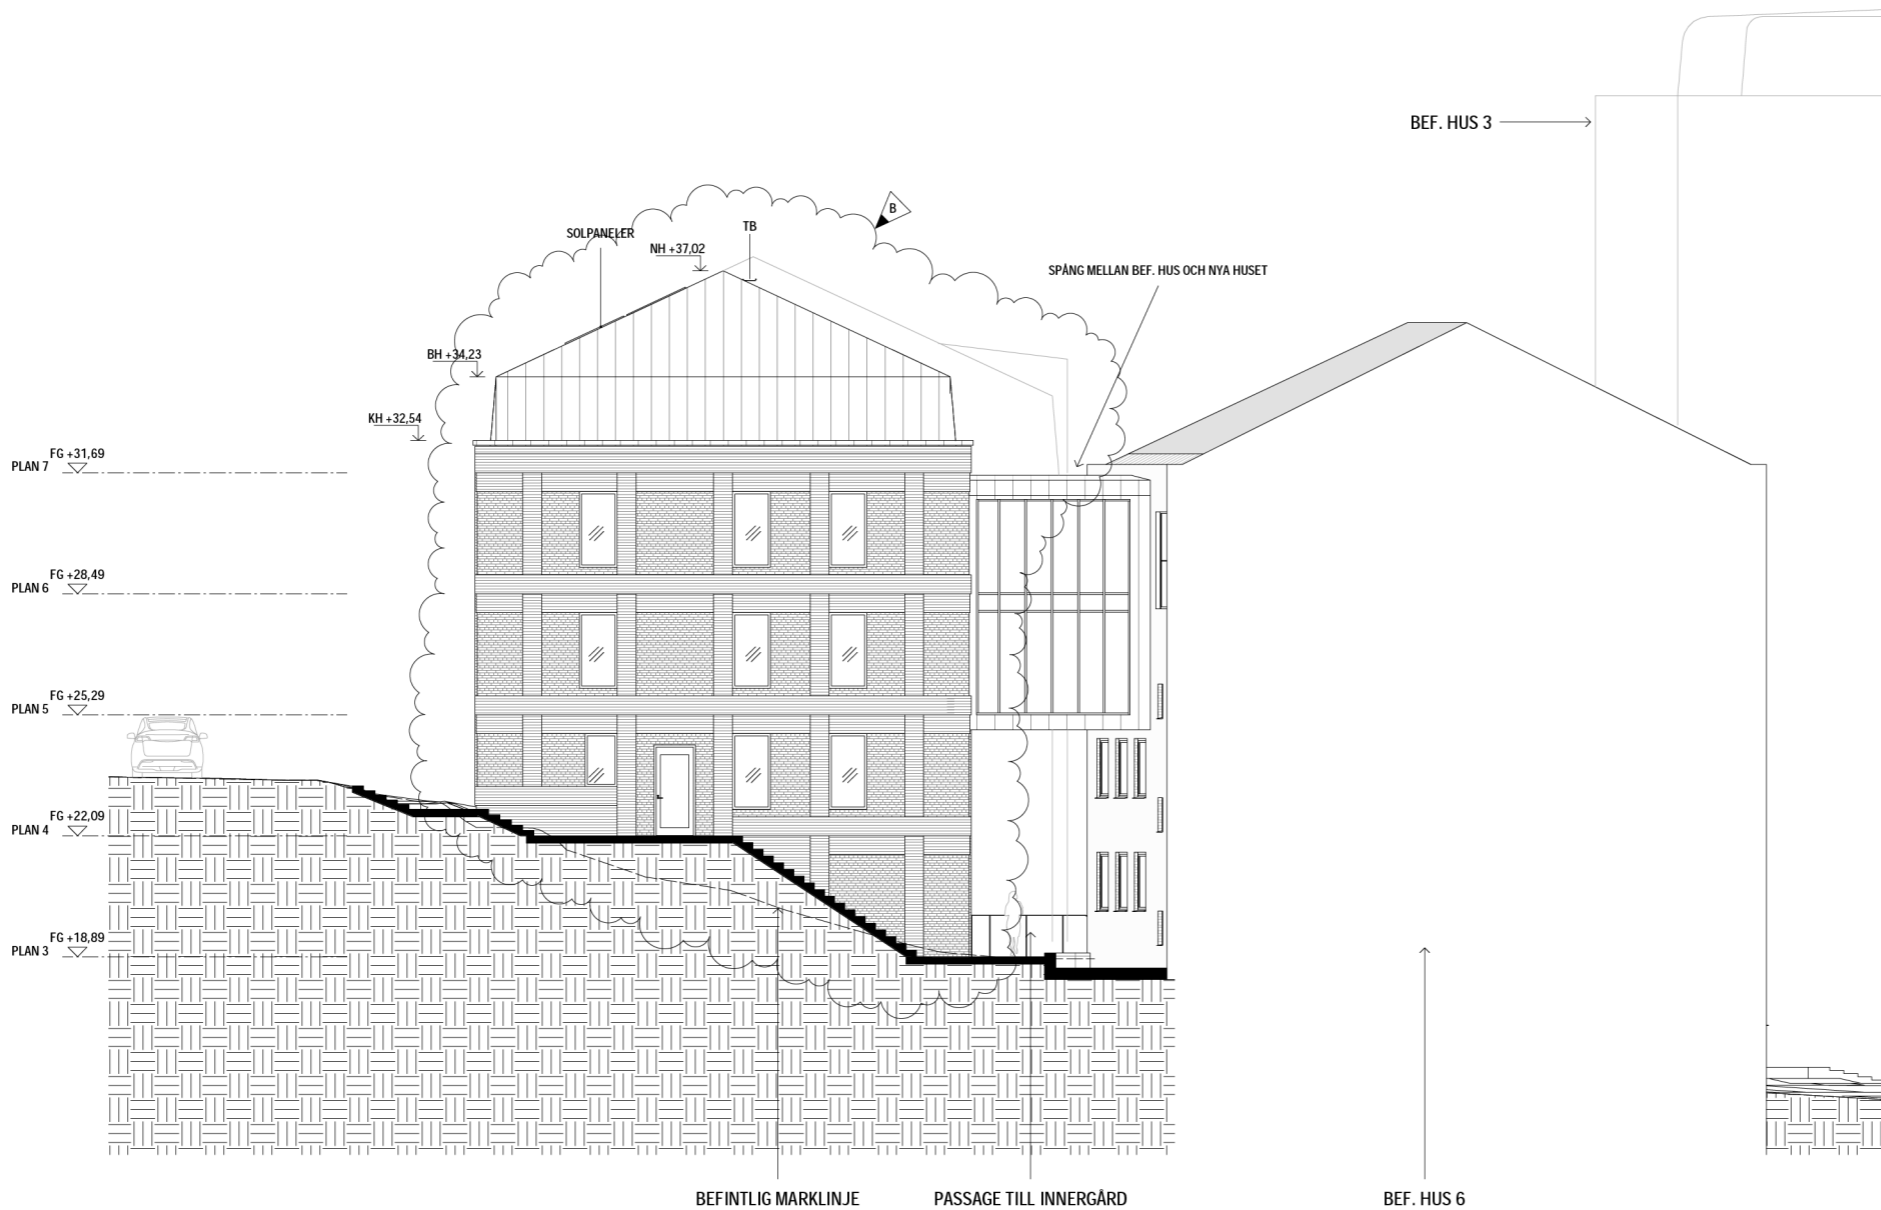 BEF. HUS 3
B
SOLPANELER
TB
NH +37,02
SPÅNG MELLAN BEF. HUS OCH NYA HUSET
BH +34,23
KH +32,54
FG +31,69
PLAN 7
FG +28,49
PLAN 6
FG +25,29
PLAN 5
FG +22,09
PLAN 4
FG +18,89
PLAN 3
BEFINTLIG MARKLINJE
PASSAGE TILL INNERGÅRD
BEF. HUS 6